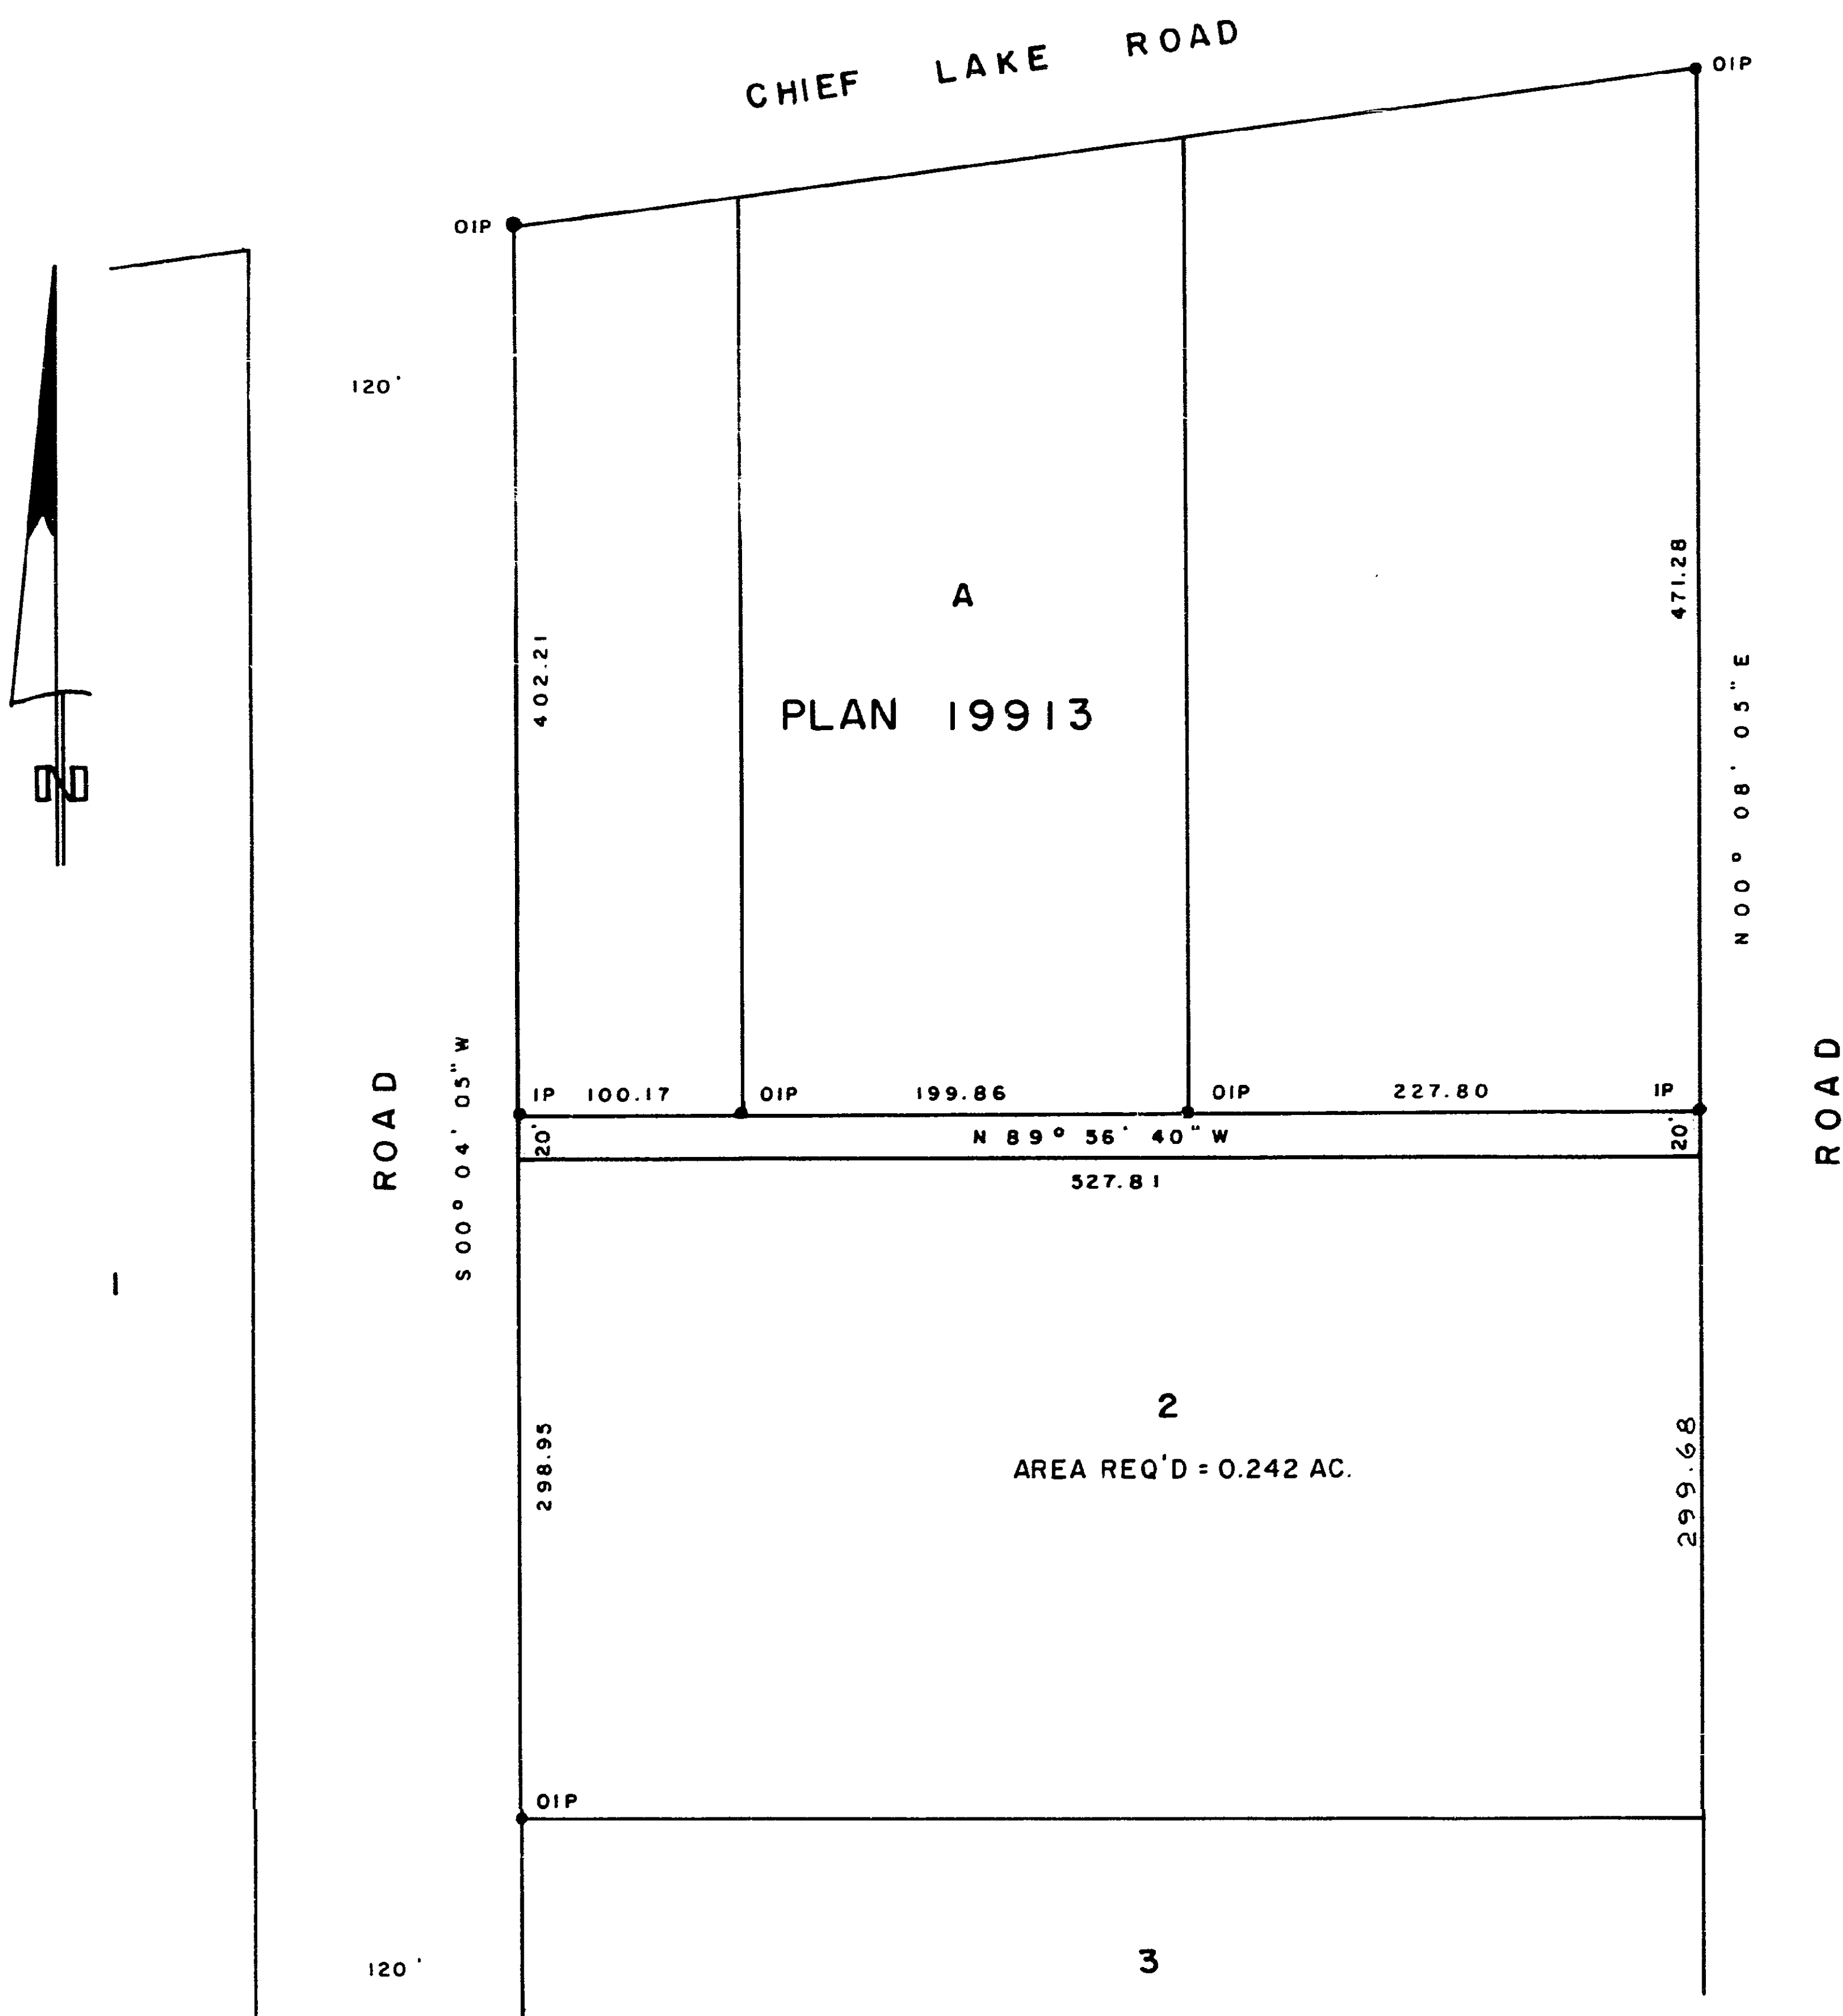 CHIEF LAKE ROAD
OIP
OIP
120'
471.28
A
402.21
PLAN 19913
N 00° 08' 05" E
N
ROAD
S 00° 04' 05" W
IP
100.17
OIP
199.86
OIP
227.80
IP
ROAD
20'
N 89° 56' 40" W
20'
527.81
1
2
298.95
AREA REQ'D = 0.242 AC.
299.68
OIP
120'
3